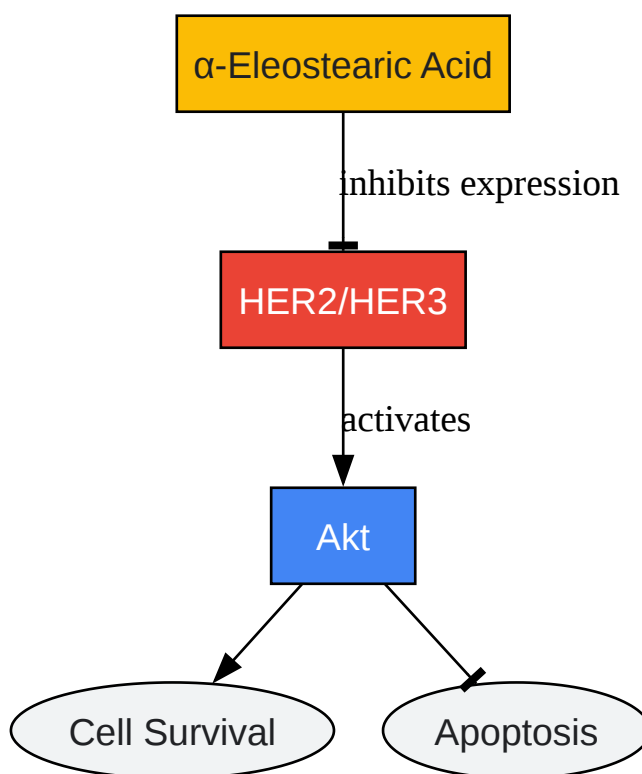 α-Eleostearic Acid
inhibits expression
HER2/HER3
activates
Akt
Cell Survival
Apoptosis